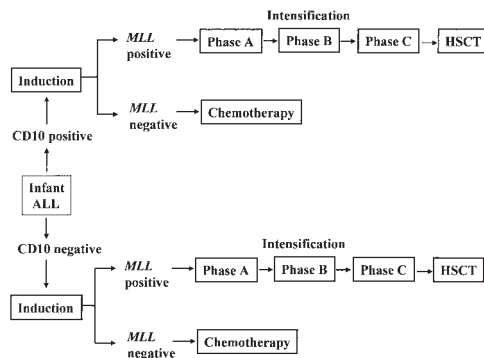 Intensification
MLL positive
Phase A
Phase B
Phase C
HSCT
Induction
MLL negative
Chemotherapy
CD10 positive
Infant
ALL
CD10 negative
Intensification
MLL positive
Phase A
Phase B
Phase C
HSCT
Induction
MLL negative
Chemotherapy